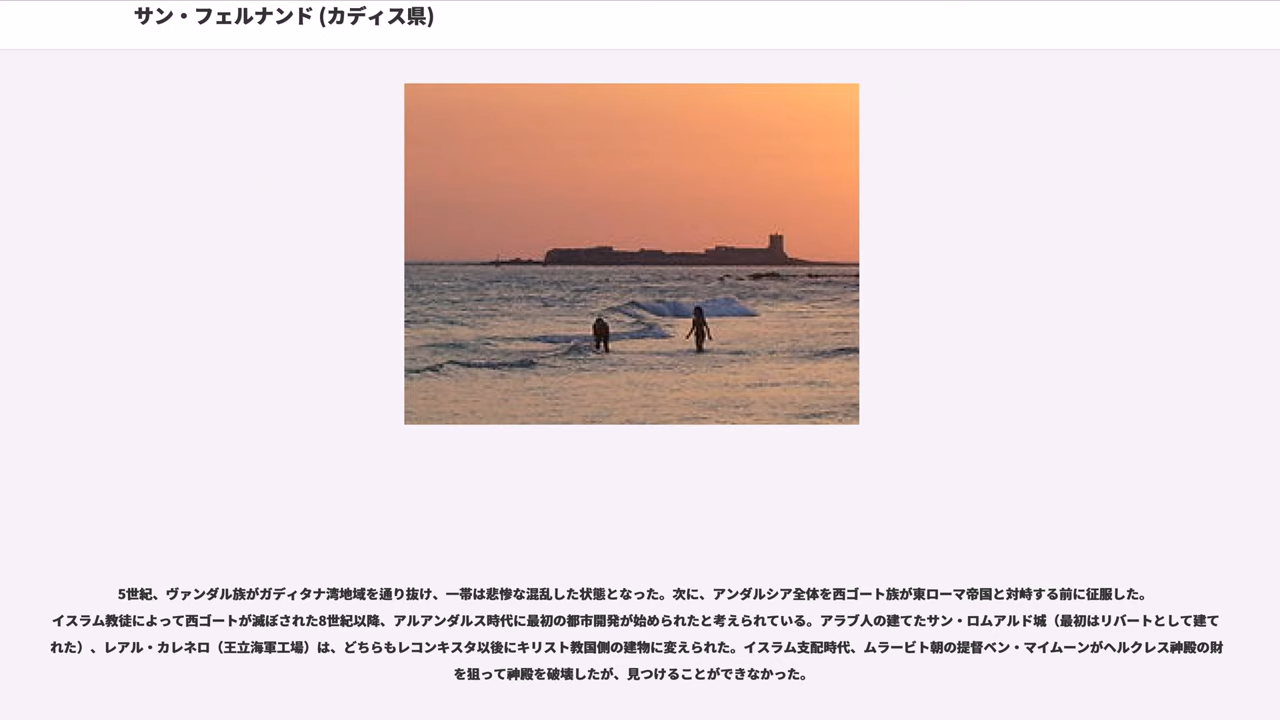 サン・フェルナンド (カディス県)
5世紀、ヴァンダル族がガディタナ湾地域を通り抜け、一帯は悲惨な混乱した状態となった。次に、アンダルシア全体を西ゴート族が東ローマ帝国と対峙する前に征服した。
イスラム教徒によって西ゴートが滅ぼされた8世紀以降、アルアンダルス時代に最初の都市開発が始められたと考えられている。アラブ人の建てたサン・ロムアルド城（最初はリバートとして建て
れた）、レアル・カレネロ（王立海軍工場）は、どちらもレコンキスタ以後にキリスト教国側の建物に変えられた。イスラム支配時代、ムラービト朝の提督ベン・マイムーンがヘルクレス神殿の財
を狙って神殿を破壊したが、見つけることができなかった。